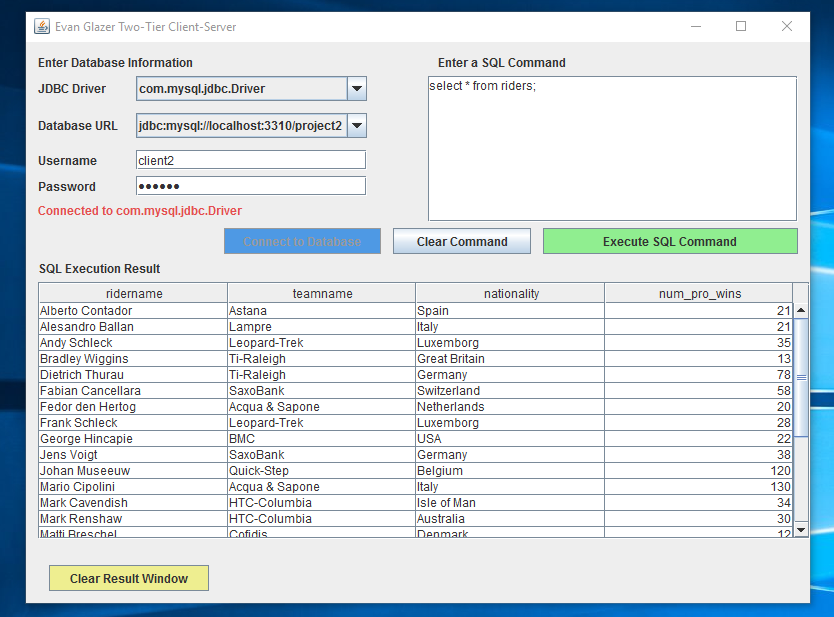 Evan Glazer Two-Tier Client-Server
Enter Database Information
JDBC Driver com.mysql.jdbc.Driver
Database URL jdbc:mysql://localhost:3310/project2
Username client2
Password ••••••
Connected to com.mysql.jdbc.Driver
Enter a SQL Command
select * from riders;
Connect to Database Clear Command Execute SQL Command
SQL Execution Result
ridername teamname nationality num_pro_wins
Alberto Contador Astana Spain 21
Alesandro Ballan Lampre Italy 21
Andy Schleck Leopard-Trek Luxemborg 35
Bradley Wiggins Ti-Raleigh Great Britain 13
Dietrich Thurau Ti-Raleigh Germany 78
Fabian Cancellara SaxoBank Switzerland 58
Fedor den Hertog Acqua & Sapone Netherlands 20
Frank Schleck Leopard-Trek Luxemborg 28
George Hincapie BMC USA 22
Jens Voigt SaxoBank Germany 38
Johan Museeuw Quick-Step Belgium 120
Mario Cipolini Acqua & Sapone Italy 130
Mark Cavendish HTC-Columbia Isle of Man 34
Mark Renshaw HTC-Columbia Australia 30
Matti Breschel Cofidis Denmark 12
Clear Result Window